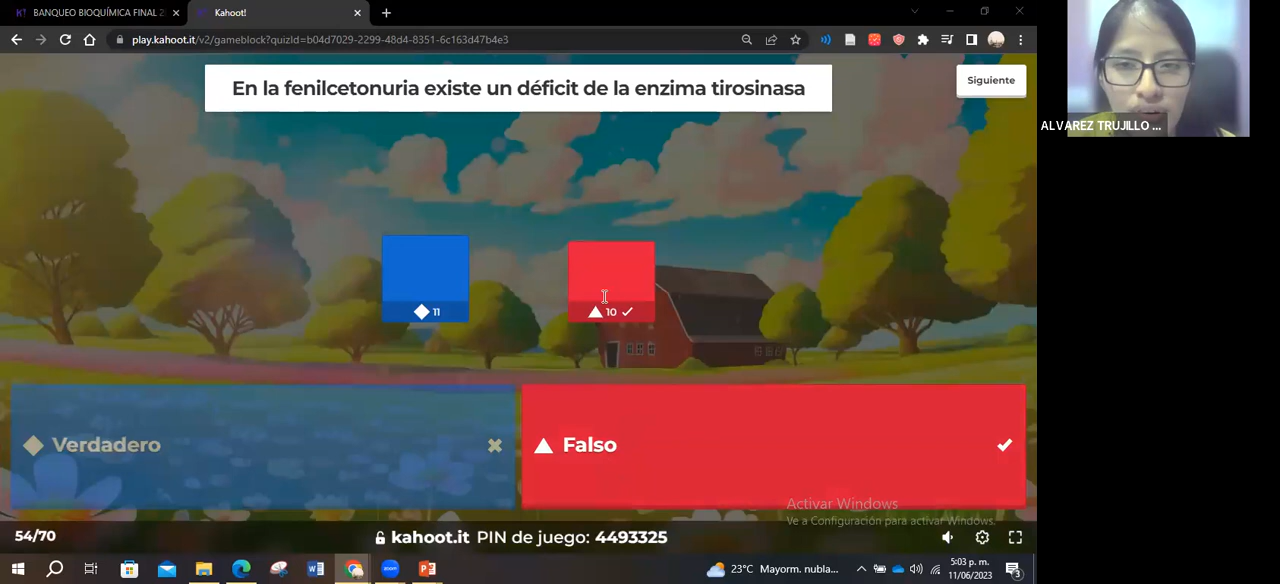 BANQUEO BIOQUÍMICA FINAL 2
Kahoot!
play.kahoot.it/v2/gameblock?quizId=b04d7029-2299-48d4-8351-6c163d47b4e3
En la fenilcetonuria existe un déficit de la enzima tirosinasa
Siguiente
ALVAREZ TRUJILLO ...
11
10
Verdadero
Falso
Activar Windows
Ve a Configuración para activar Windows.
54/70
kahoot.it PIN de juego: 4493325
23°C Mayorm. nubla...
5:03 p. m.
11/06/2023
3